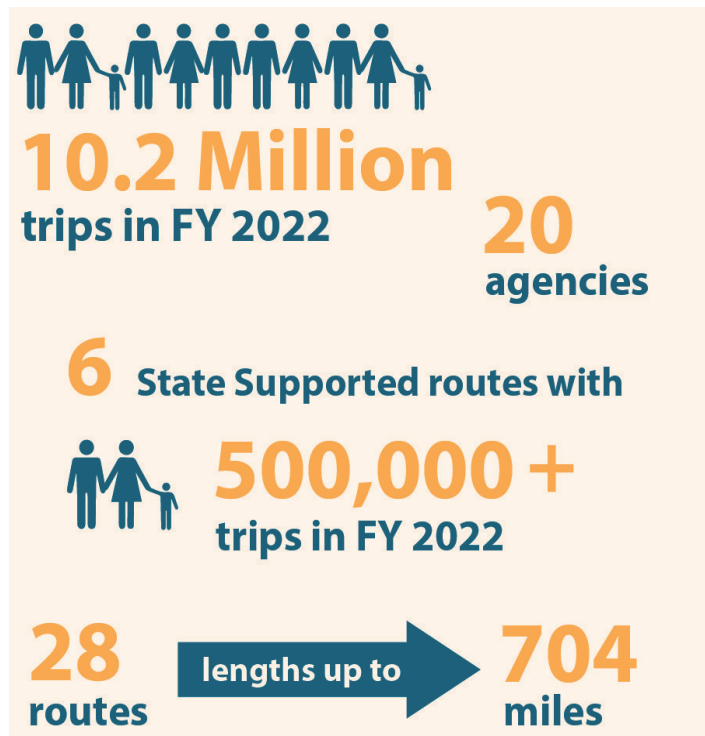 10.2 Million
trips in FY 2022
20
agencies
6 State Supported routes with
500,000 +
trips in FY 2022
28
routes
lengths up to
704
miles